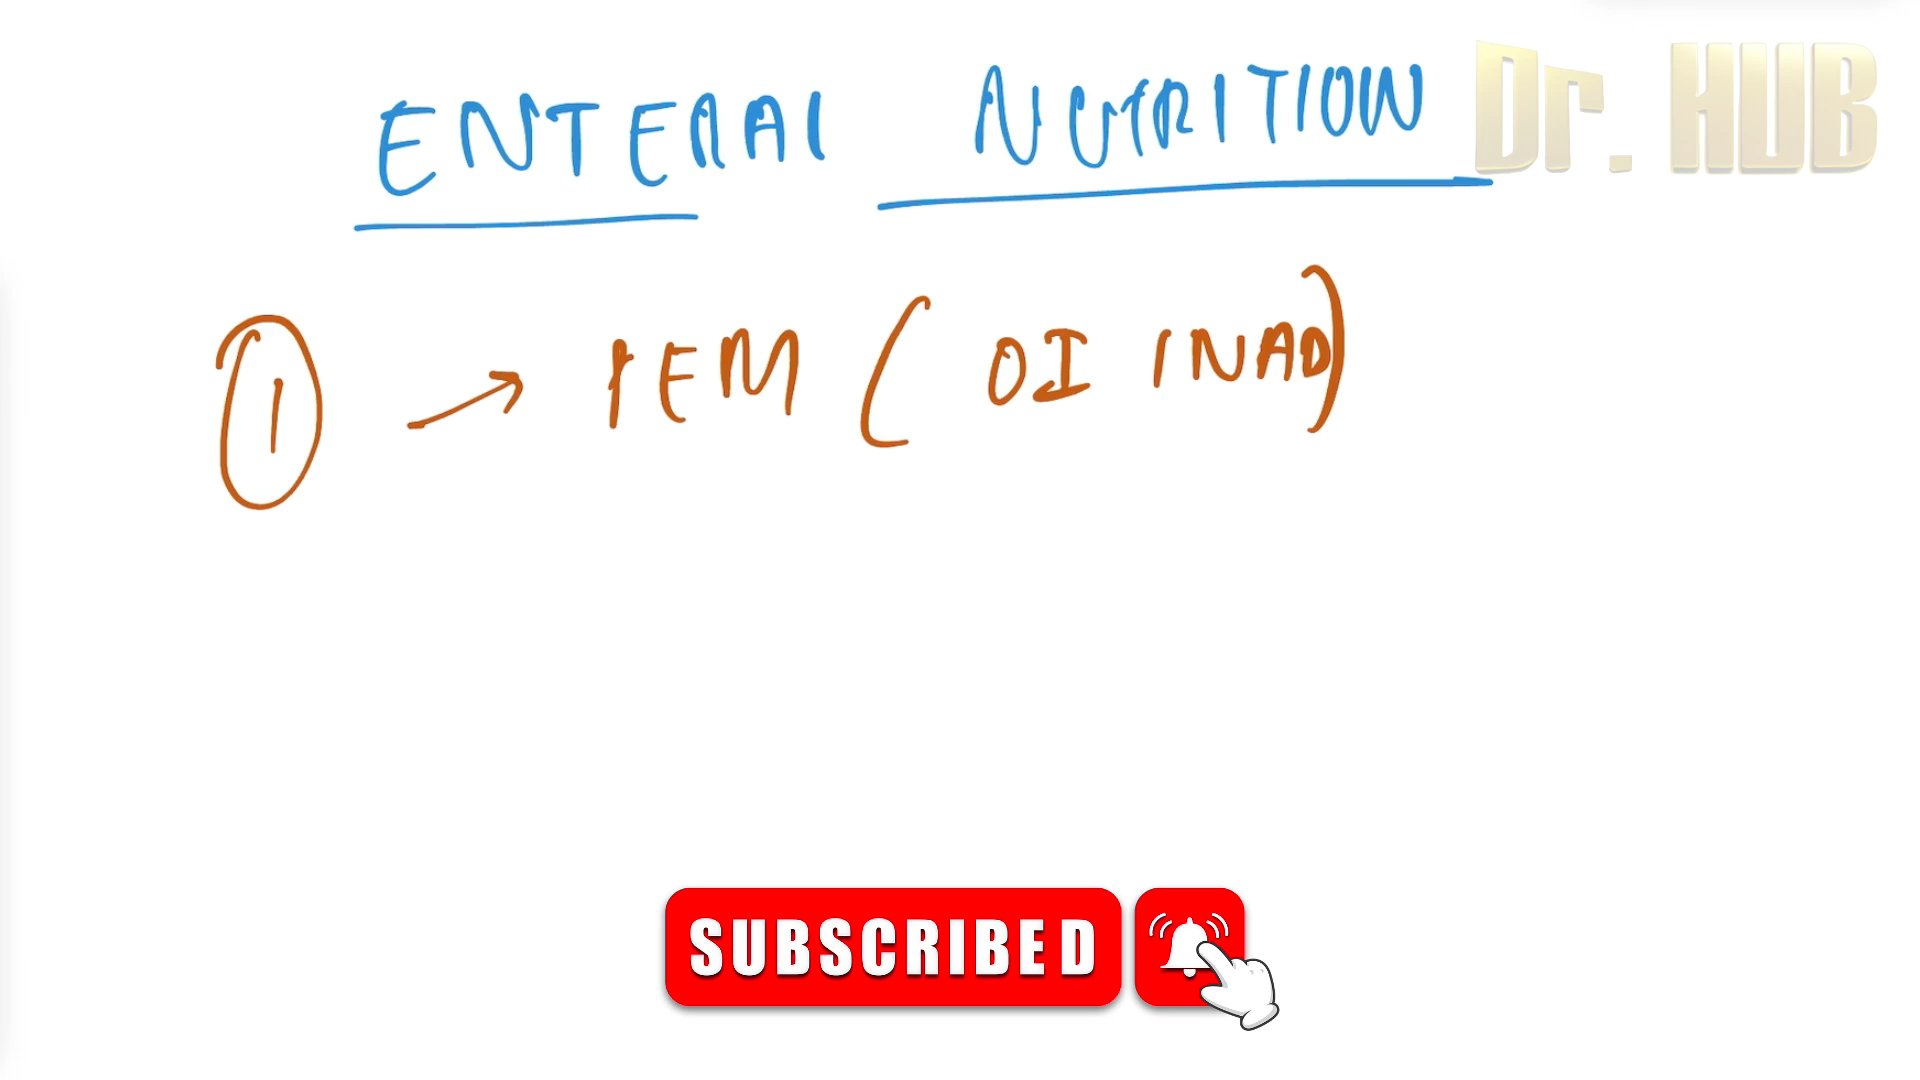 ENTERAL NUTRITION
Dr. HUB
1 → PEM ( OI INAD)
SUBSCRIBED